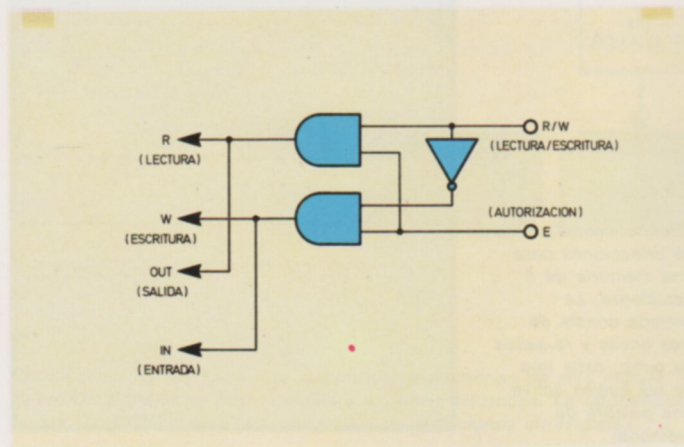 R
(LECTURA)
W
(ESCRITURA)
OUT
(SALIDA)
IN
(ENTRADA)
R/W
(LECTURA/ESCRITURA)
(AUTORIZACION)
E